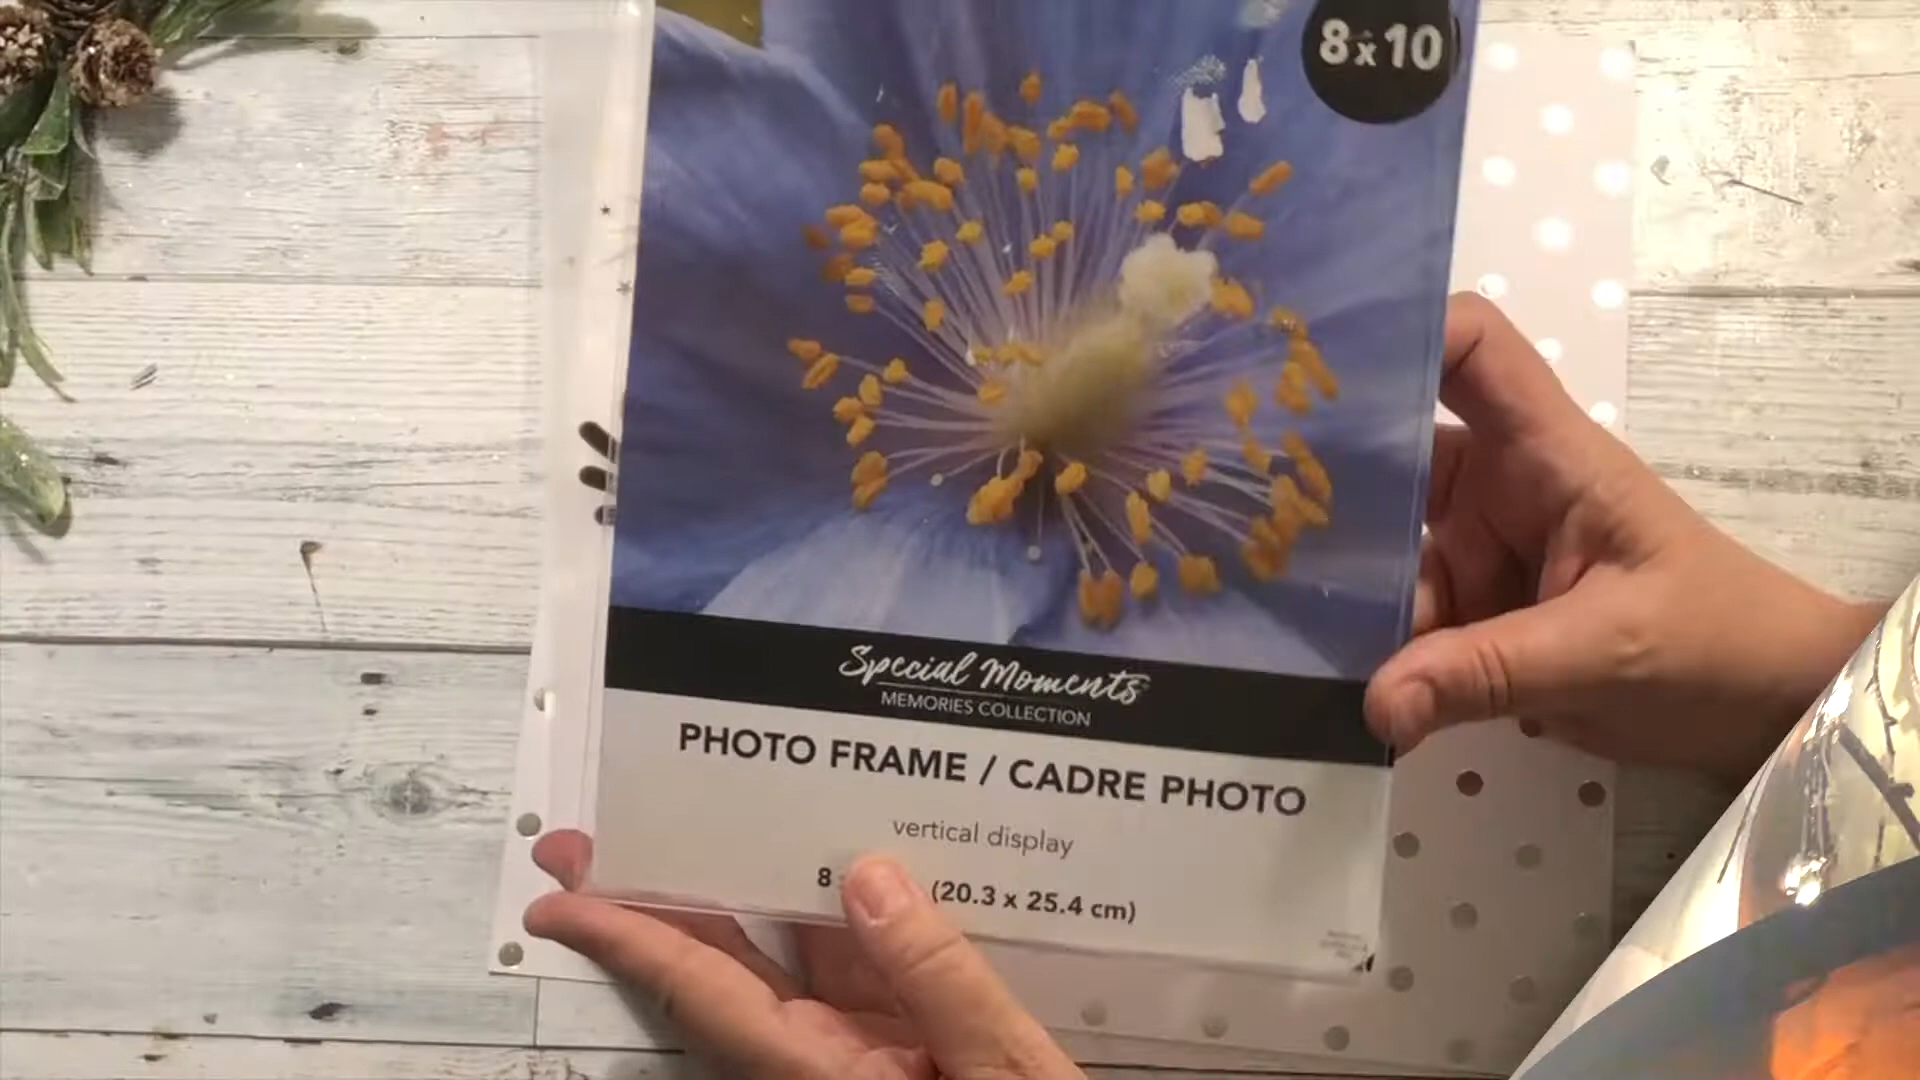 8x10
Special Moments
MEMORIES COLLECTION
PHOTO FRAME / CADRE PHOTO
vertical display
8 (20.3 x 25.4 cm)